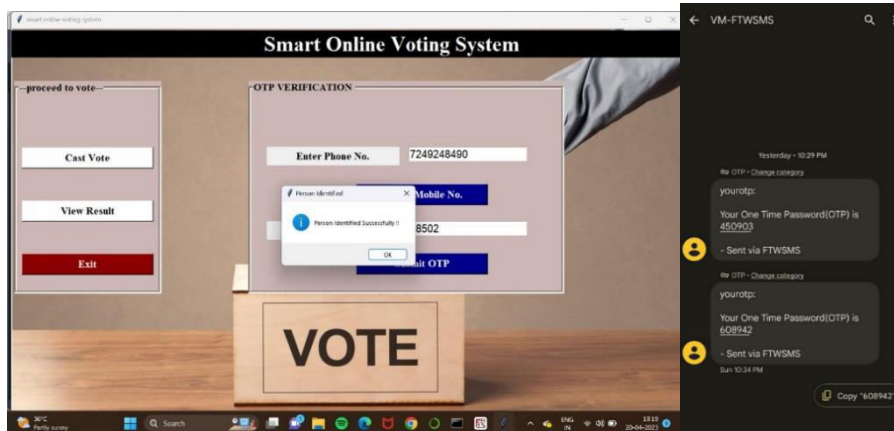 smart online voting system
Smart Online Voting System
--proceed to vote--
Cast Vote
View Result
Exit
OTP VERIFICATION
Enter Phone No.
7249248490
Mobile No.
8502
OTP
Person Identified
Person Identified Successfully !!
OK
VOTE
36°C
Partly sunny
Search
ENG
IN
20-04-2023
VM-FTWSMS
Yesterday • 10:29 PM
OTP • Change category
yourotp:
Your One Time Password(OTP) is
450903
- Sent via FTWSMS
OTP • Change category
yourotp:
Your One Time Password(OTP) is
608942
- Sent via FTWSMS
Sun 10:34 PM
Copy "608942"